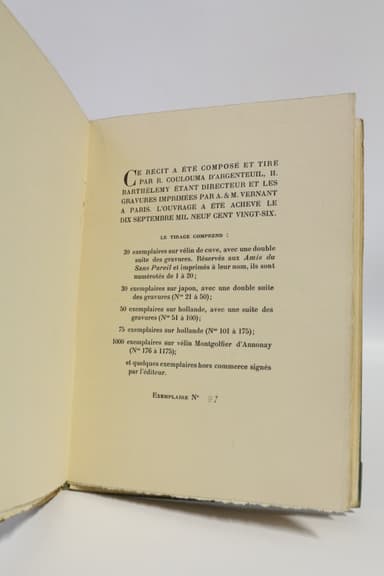 CE RÉCIT A ÉTÉ COMPOSÉ ET TIRÉ
PAR R. COULOUMA D'ARGENTEUIL, H.
BARTHÉLEMY ÉTANT DIRECTEUR ET LES
GRAVURES IMPRIMÉES PAR A. & M. VERNANT
A PARIS. L'OUVRAGE A ÉTÉ ACHEVÉ LE
DIX SEPTEMBRE MIL NEUF CENT VINGT-SIX.
LE TIRAGE COMPREND :
20 exemplaires sur vélin de cuve, avec une double
suite des gravures. Réservés aux Amis du
Sans Pareil et imprimés à leur nom, ils sont
numérotés de 1 à 20 ;
30 exemplaires sur japon, avec une double suite
des gravures (Nos 21 à 50) ;
50 exemplaires sur hollande, avec une suite des
gravures (Nos 51 à 100) ;
75 exemplaires sur hollande (Nos 101 à 175) ;
1000 exemplaires sur vélin Montgolfier d'Annonay
(Nos 176 à 1175) ;
et quelques exemplaires hors commerce signés
par l'éditeur.
EXEMPLAIRE N°